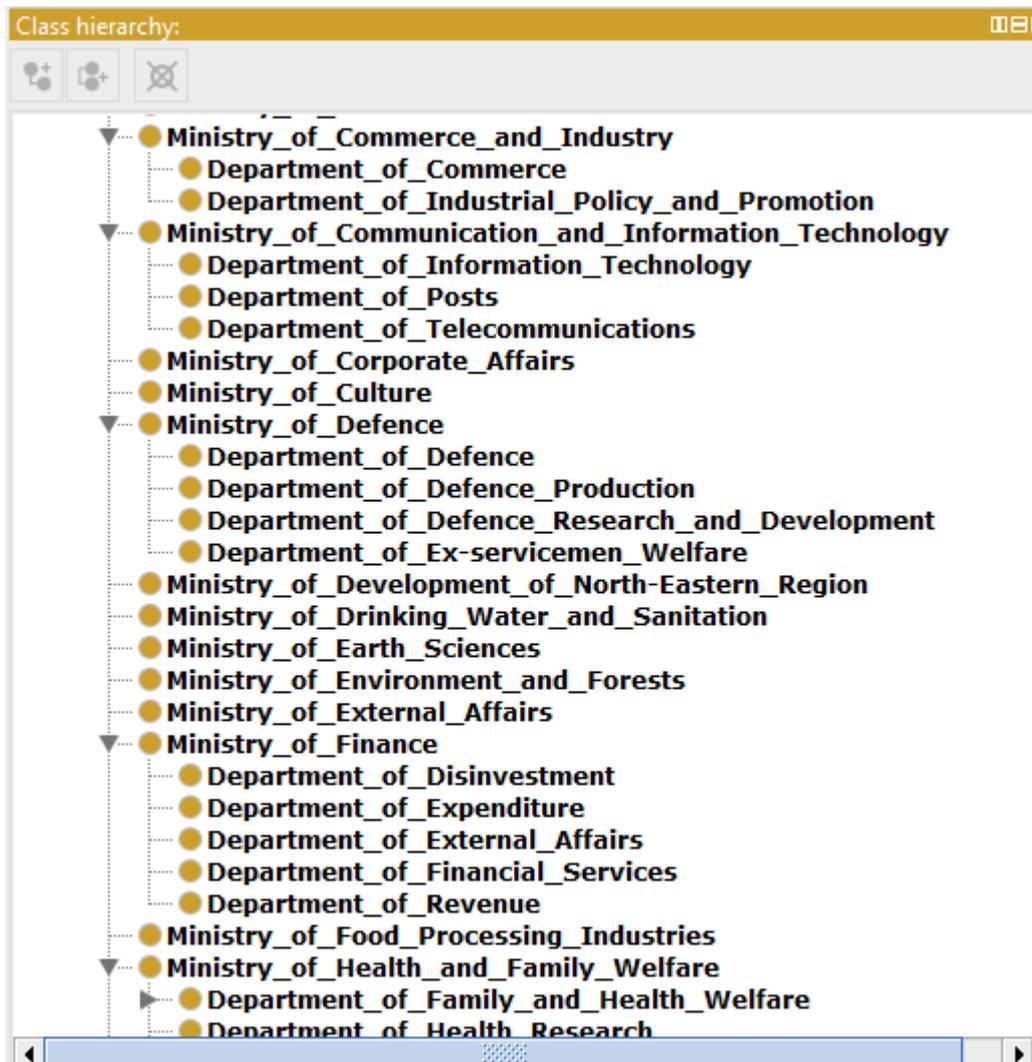 Class hierarchy:
Ministry_of_Commerce_and_Industry
Department_of_Commerce
Department_of_Industrial_Policy_and_Promotion
Ministry_of_Communication_and_Information_Technology
Department_of_Information_Technology
Department_of_Posts
Department_of_Telecommunications
Ministry_of_Corporate_Affairs
Ministry_of_Culture
Ministry_of_Defence
Department_of_Defence
Department_of_Defence_Production
Department_of_Defence_Research_and_Development
Department_of_Ex-servicemen_Welfare
Ministry_of_Development_of_North-Eastern_Region
Ministry_of_Drinking_Water_and_Sanitation
Ministry_of_Earth_Sciences
Ministry_of_Environment_and_Forests
Ministry_of_External_Affairs
Ministry_of_Finance
Department_of_Disinvestment
Department_of_Expenditure
Department_of_External_Affairs
Department_of_Financial_Services
Department_of_Revenue
Ministry_of_Food_Processing_Industries
Ministry_of_Health_and_Family_Welfare
Department_of_Family_and_Health_Welfare
Department_of_Health_Research